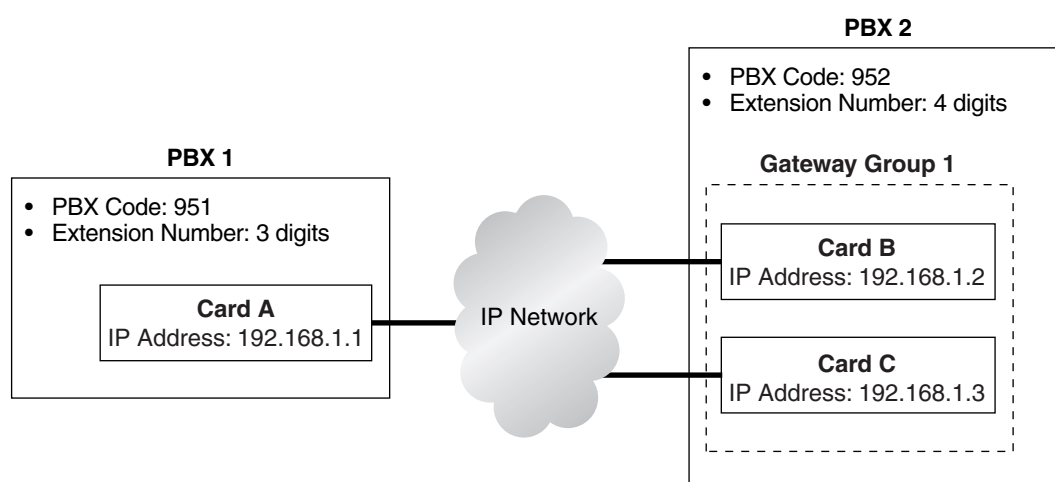 PBX 2
• PBX Code: 952
• Extension Number: 4 digits
PBX 1
Gateway Group 1
• PBX Code: 951
• Extension Number: 3 digits
Card B
IP Address: 192.168.1.2
Card A
IP Address: 192.168.1.1
IP Network
Card C
IP Address: 192.168.1.3